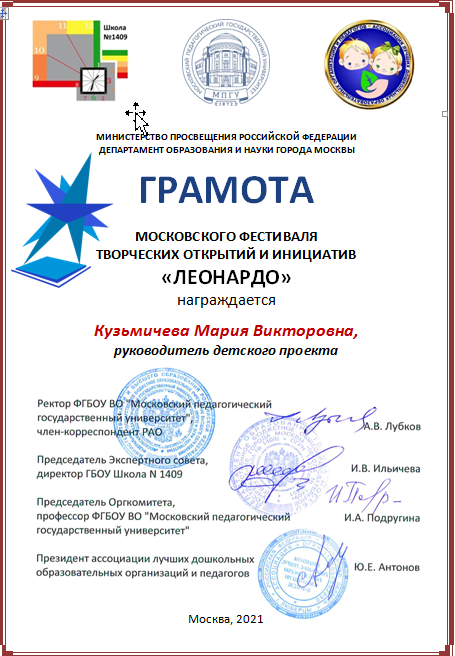 Школа
№1409
МПГУ
МИНИСТЕРСТВО ПРОСВЕЩЕНИЯ РОССИЙСКОЙ ФЕДЕРАЦИИ
ДЕПАРТАМЕНТ ОБРАЗОВАНИЯ И НАУКИ ГОРОДА МОСКВЫ
ГРАМОТА
МОСКОВСКОГО ФЕСТИВАЛЯ
ТВОРЧЕСКИХ ОТКРЫТИЙ И ИНИЦИАТИВ
«ЛЕОНАРДО»
награждается
Кузьмичева Мария Викторовна,
руководитель детского проекта
Ректор ФГБОУ ВО "Московский педагогический
государственный университет"
член-корреспондент РАО
А.В. Лубков
Председатель Экспертного совета,
директор ГБОУ Школа N 1409
И.В. Ильичева
Председатель Оргкомитета,
профессор ФГБОУ ВО "Московский педагогический
государственный университет"
И.А. Подругина
Президент ассоциации лучших дошкольных
образовательных организаций и педагогов
Ю.Е. Антонов
Москва, 2021